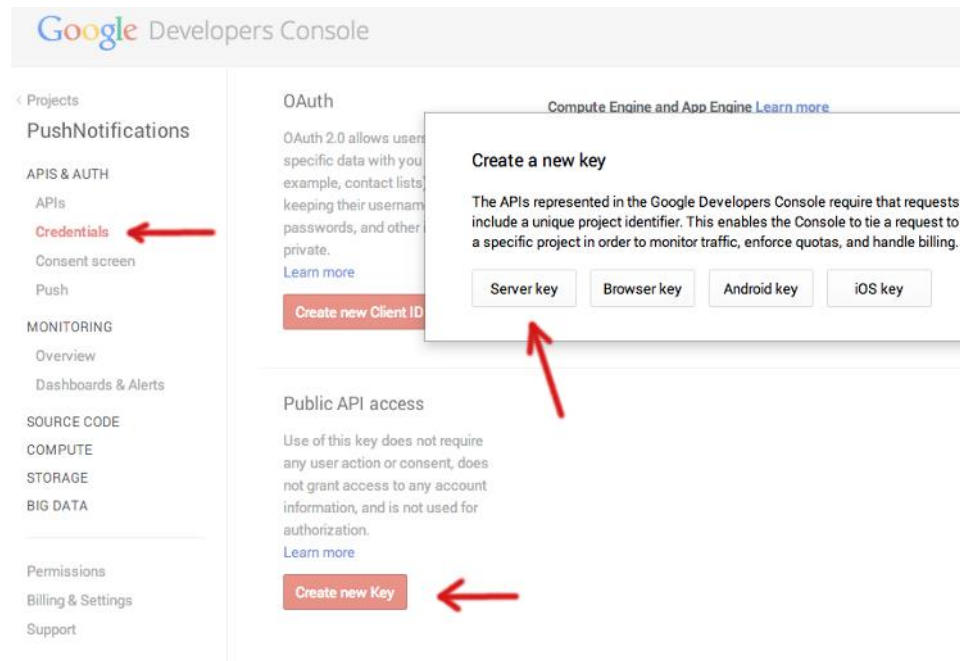 Google Developers Console
< Projects
PushNotifications
APIS & AUTH
APIs
Credentials
Consent screen
Push
MONITORING
Overview
Dashboards & Alerts
SOURCE CODE
COMPUTE
STORAGE
BIG DATA
Permissions
Billing & Settings
Support
OAuth
OAuth 2.0 allows users
specific data with you
example, contact lists)
keeping their usernam
passwords, and other i
private.
Learn more
Create new Client ID
Compute Engine and App Engine Learn more
Create a new key
The APIs represented in the Google Developers Console require that requests
include a unique project identifier. This enables the Console to tie a request to
a specific project in order to monitor traffic, enforce quotas, and handle billing.
Server key
Browser key
Android key
iOS key
Public API access
Use of this key does not require
any user action or consent, does
not grant access to any account
information, and is not used for
authorization.
Learn more
Create new Key